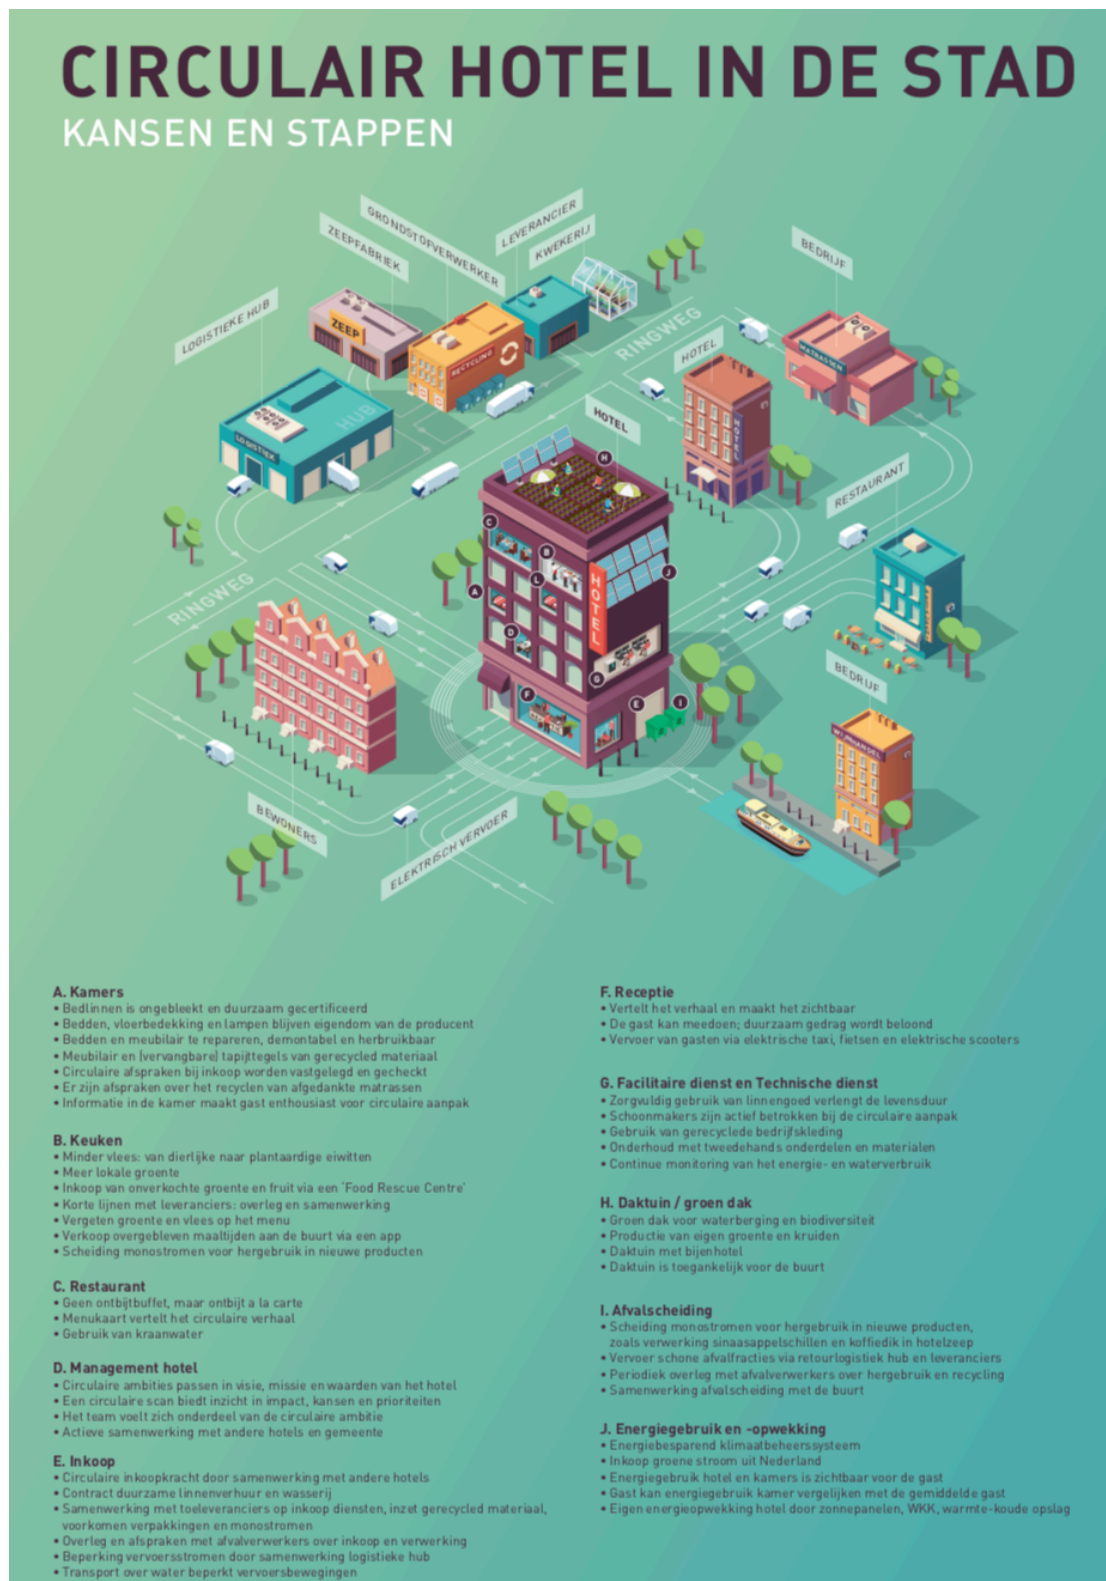 CIRCULAIR HOTEL IN DE STAD
KANSEN EN STAPPEN
GRONDSTOFVERWERKER
ZEEPFABRIEK
LEVERANCIER
KWEKERIJ
BEDRIJF
LOGISTIEKE HUB
ZEEP
RECYCLING
RINGWEG
HOTEL
MATRASSEN
HUB
LOGISTIEK
HOTEL
HOTEL
RESTAURANT
H
C
B
L
J
A
HOTEL
D
G
F
E
I
RINGWEG
BEDRIJF
WIJNHANDEL
BEWONERS
ELEKTRISCH VERVOER
A. Kamers
• Bedlinnen is ongebleekt en duurzaam gecertificeerd
• Bedden, vloerbedekking en lampen blijven eigendom van de producent
• Bedden en meubilair te repareren, demontabel en herbruikbaar
• Meubilair en (vervangbare) tapijttegels van gerecycled materiaal
• Circulaire afspraken bij inkoop worden vastgelegd en gecheckt
• Er zijn afspraken over het recyclen van afgedankte matrassen
• Informatie in de kamer maakt gast enthousiast voor circulaire aanpak
B. Keuken
• Minder vlees: van dierlijke naar plantaardige eiwitten
• Meer lokale groente
• Inkoop van onverkochte groente en fruit via een 'Food Rescue Centre'
• Korte lijnen met leveranciers: overleg en samenwerking
• Vergeten groente en vlees op het menu
• Verkoop overgebleven maaltijden aan de buurt via een app
• Scheiding monostromen voor hergebruik in nieuwe producten
C. Restaurant
• Geen ontbijtbuffet, maar ontbijt a la carte
• Menukaart vertelt het circulaire verhaal
• Gebruik van kraanwater
D. Management hotel
• Circulaire ambities passen in visie, missie en waarden van het hotel
• Een circulaire scan biedt inzicht in impact, kansen en prioriteiten
• Het team voelt zich onderdeel van de circulaire ambitie
• Actieve samenwerking met andere hotels en gemeente
E. Inkoop
• Circulaire inkoopkracht door samenwerking met andere hotels
• Contract duurzame linnenverhuur en wasserij
• Samenwerking met toeleveranciers op inkoop diensten, inzet gerecycled materiaal,
voorkomen verpakkingen en monostromen
• Overleg en afspraken met afvalverwerkers over inkoop en verwerking
• Beperking vervoersstromen door samenwerking logistieke hub
• Transport over water beperkt vervoersbewegingen
F. Receptie
• Vertelt het verhaal en maakt het zichtbaar
• De gast kan meedoen; duurzaam gedrag wordt beloond
• Vervoer van gasten via elektrische taxi, fietsen en elektrische scooters
G. Facilitaire dienst en Technische dienst
• Zorgvuldig gebruik van linnengoed verlengt de levensduur
• Schoonmakers zijn actief betrokken bij de circulaire aanpak
• Gebruik van gerecyclede bedrijfskleding
• Onderhoud met tweedehands onderdelen en materialen
• Continue monitoring van het energie- en waterverbruik
H. Daktuin / groen dak
• Groen dak voor waterberging en biodiversiteit
• Productie van eigen groente en kruiden
• Daktuin met bijenhotel
• Daktuin is toegankelijk voor de buurt
I. Afvalscheiding
• Scheiding monostromen voor hergebruik in nieuwe producten,
zoals verwerking sinaasappelschillen en koffiedik in hotelzeep
• Vervoer schone afvalfracties via retourlogistiek hub en leveranciers
• Periodiek overleg met afvalverwerkers over hergebruik en recycling
• Samenwerking afvalscheiding met de buurt
J. Energiegebruik en -opwekking
• Energiebesparend klimaatbeheerssysteem
• Inkoop groene stroom uit Nederland
• Energiegebruik hotel en kamers is zichtbaar voor de gast
• Gast kan energiegebruik kamer vergelijken met de gemiddelde gast
• Eigen energieopwekking hotel door zonnepanelen, WKK, warmte-koude opslag